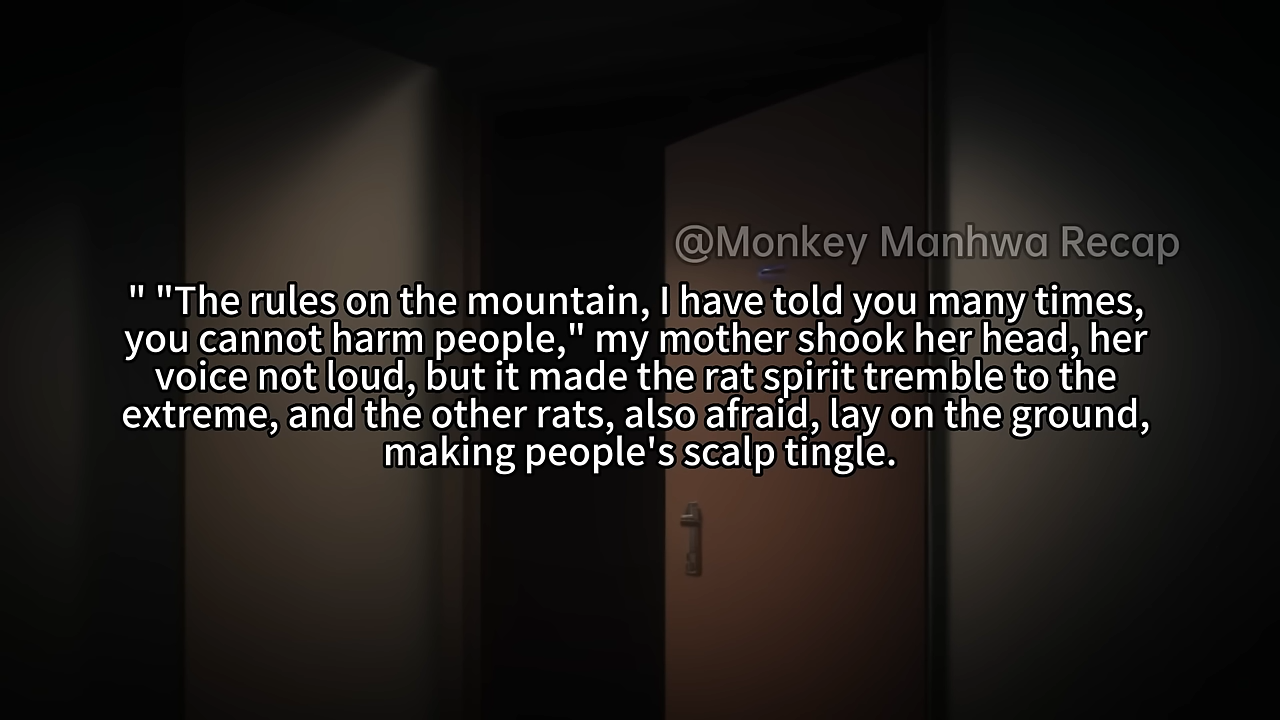 @Monkey Manhwa Recap
" "The rules on the mountain, I have told you many times,
you cannot harm people," my mother shook her head, her
voice not loud, but it made the rat spirit tremble to the
extreme, and the other rats, also afraid, lay on the ground,
making people's scalp tingle.